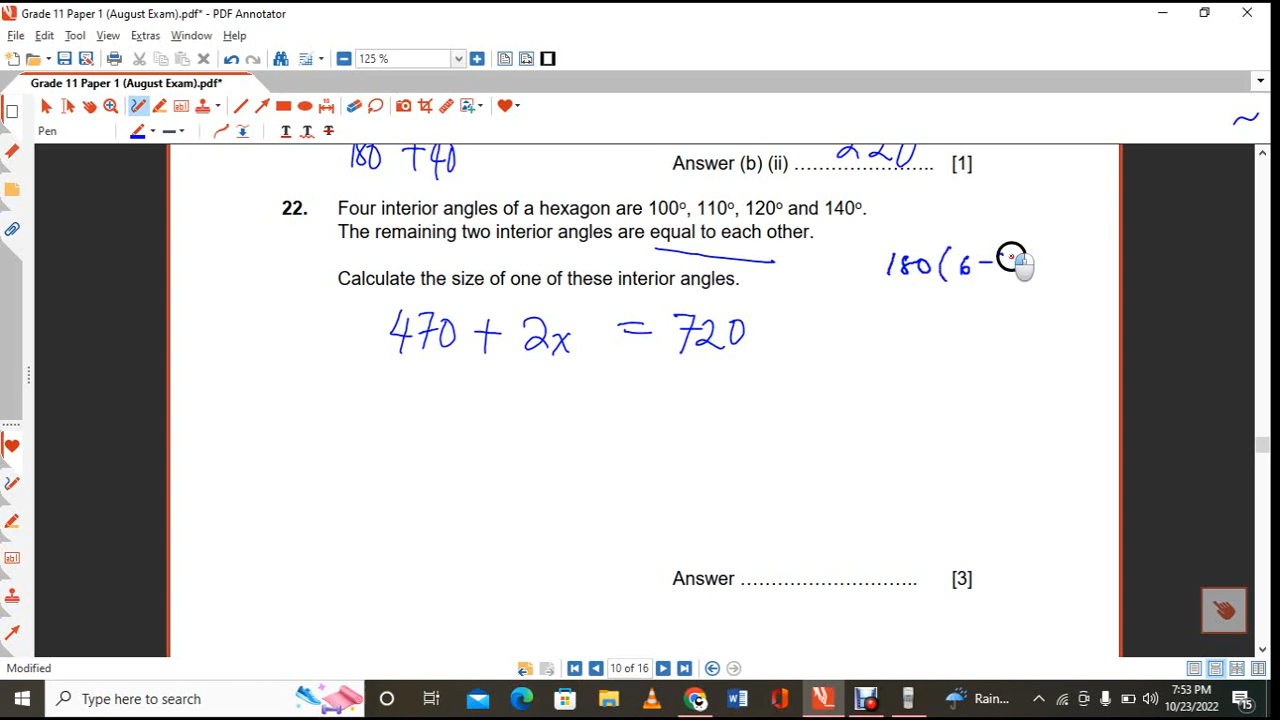 Grade 11 Paper 1 (August Exam).pdf* - PDF Annotator
File Edit Tool View Extras Window Help
125 %
Grade 11 Paper 1 (August Exam).pdf*
Pen
180 + 40
Answer (b) (ii) ………………….. 220 [1]
22. Four interior angles of a hexagon are 100°, 110°, 120° and 140°.
The remaining two interior angles are equal to each other.
180(6-
Calculate the size of one of these interior angles.
470 + 2x = 720
Answer ……………………….. [3]
Modified
10 of 16
Type here to search
Rain...
7:53 PM
10/23/2022
15